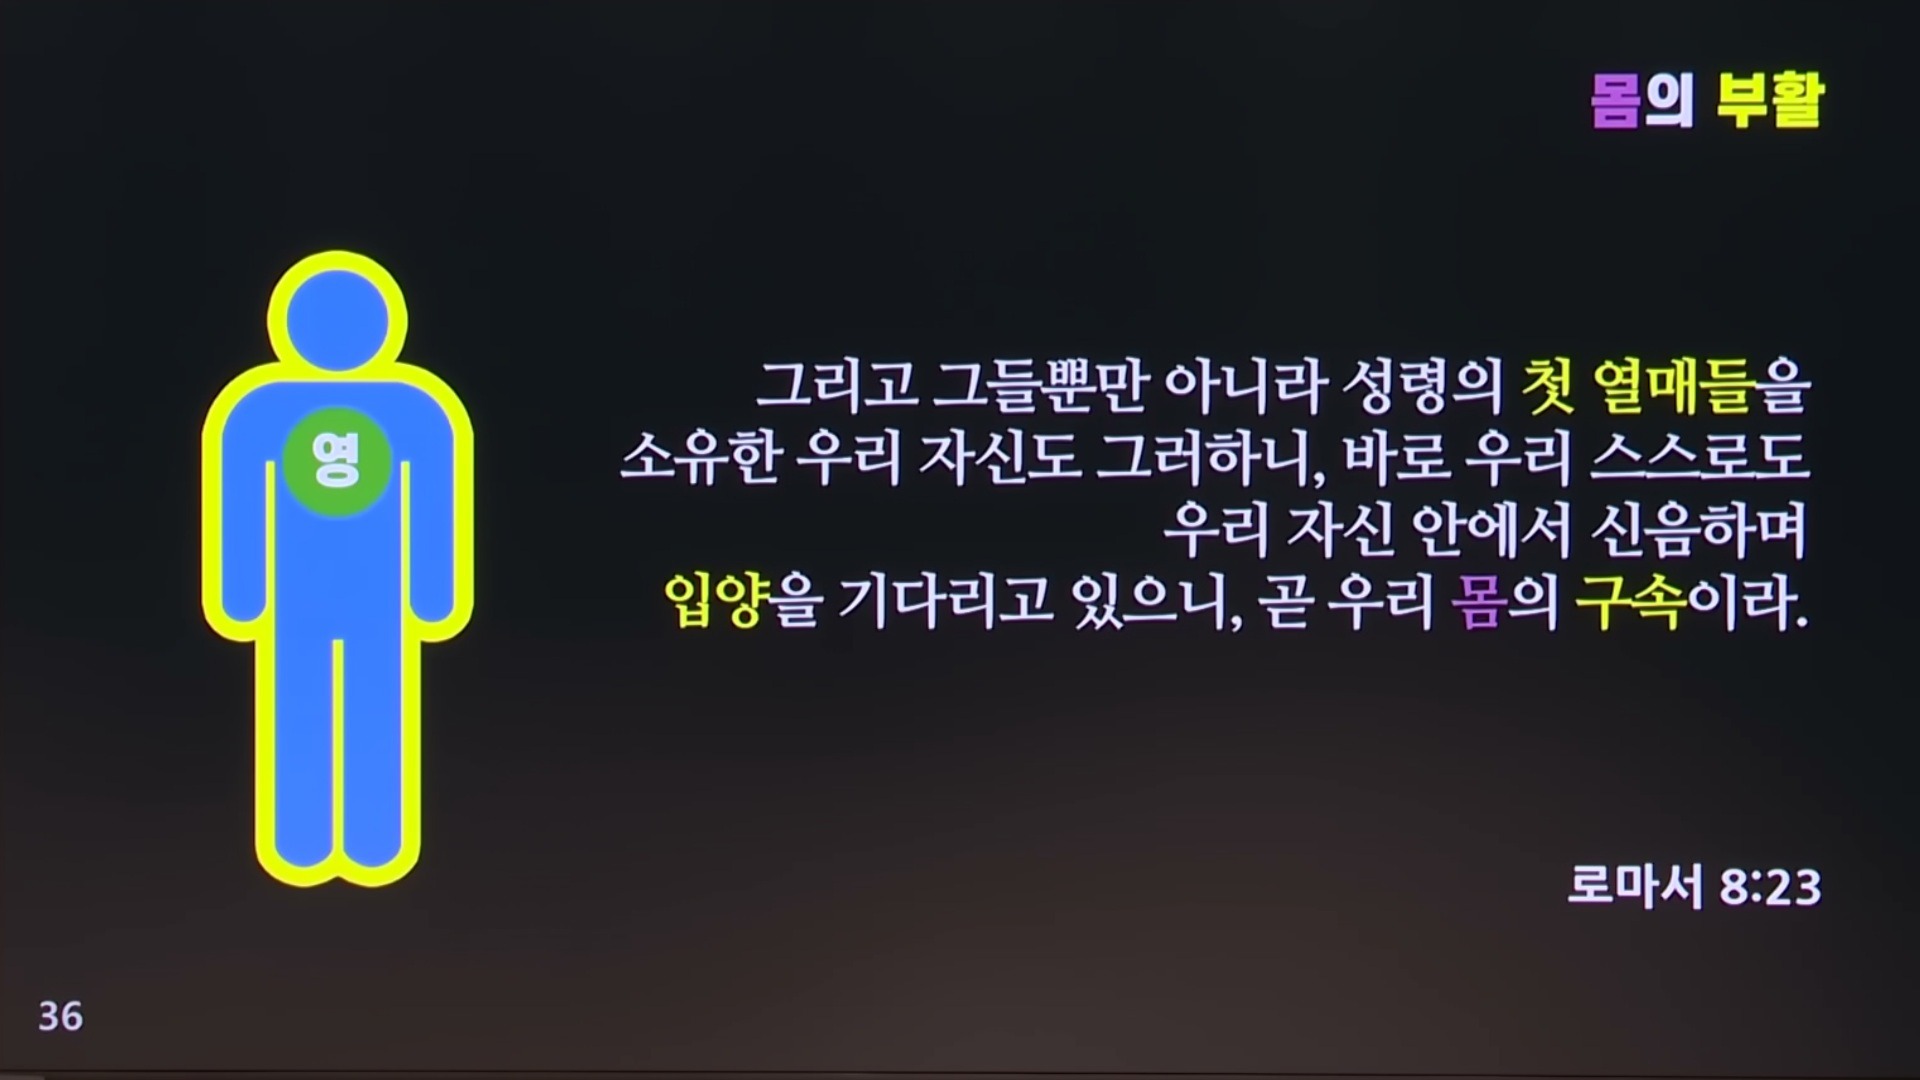 몸의 부활
영
그리고 그들뿐만 아니라 성령의 첫 열매들을
소유한 우리 자신도 그러하니, 바로 우리 스스로도
우리 자신 안에서 신음하며
입양을 기다리고 있으니, 곧 우리 몸의 구속이라.
로마서 8:23
36